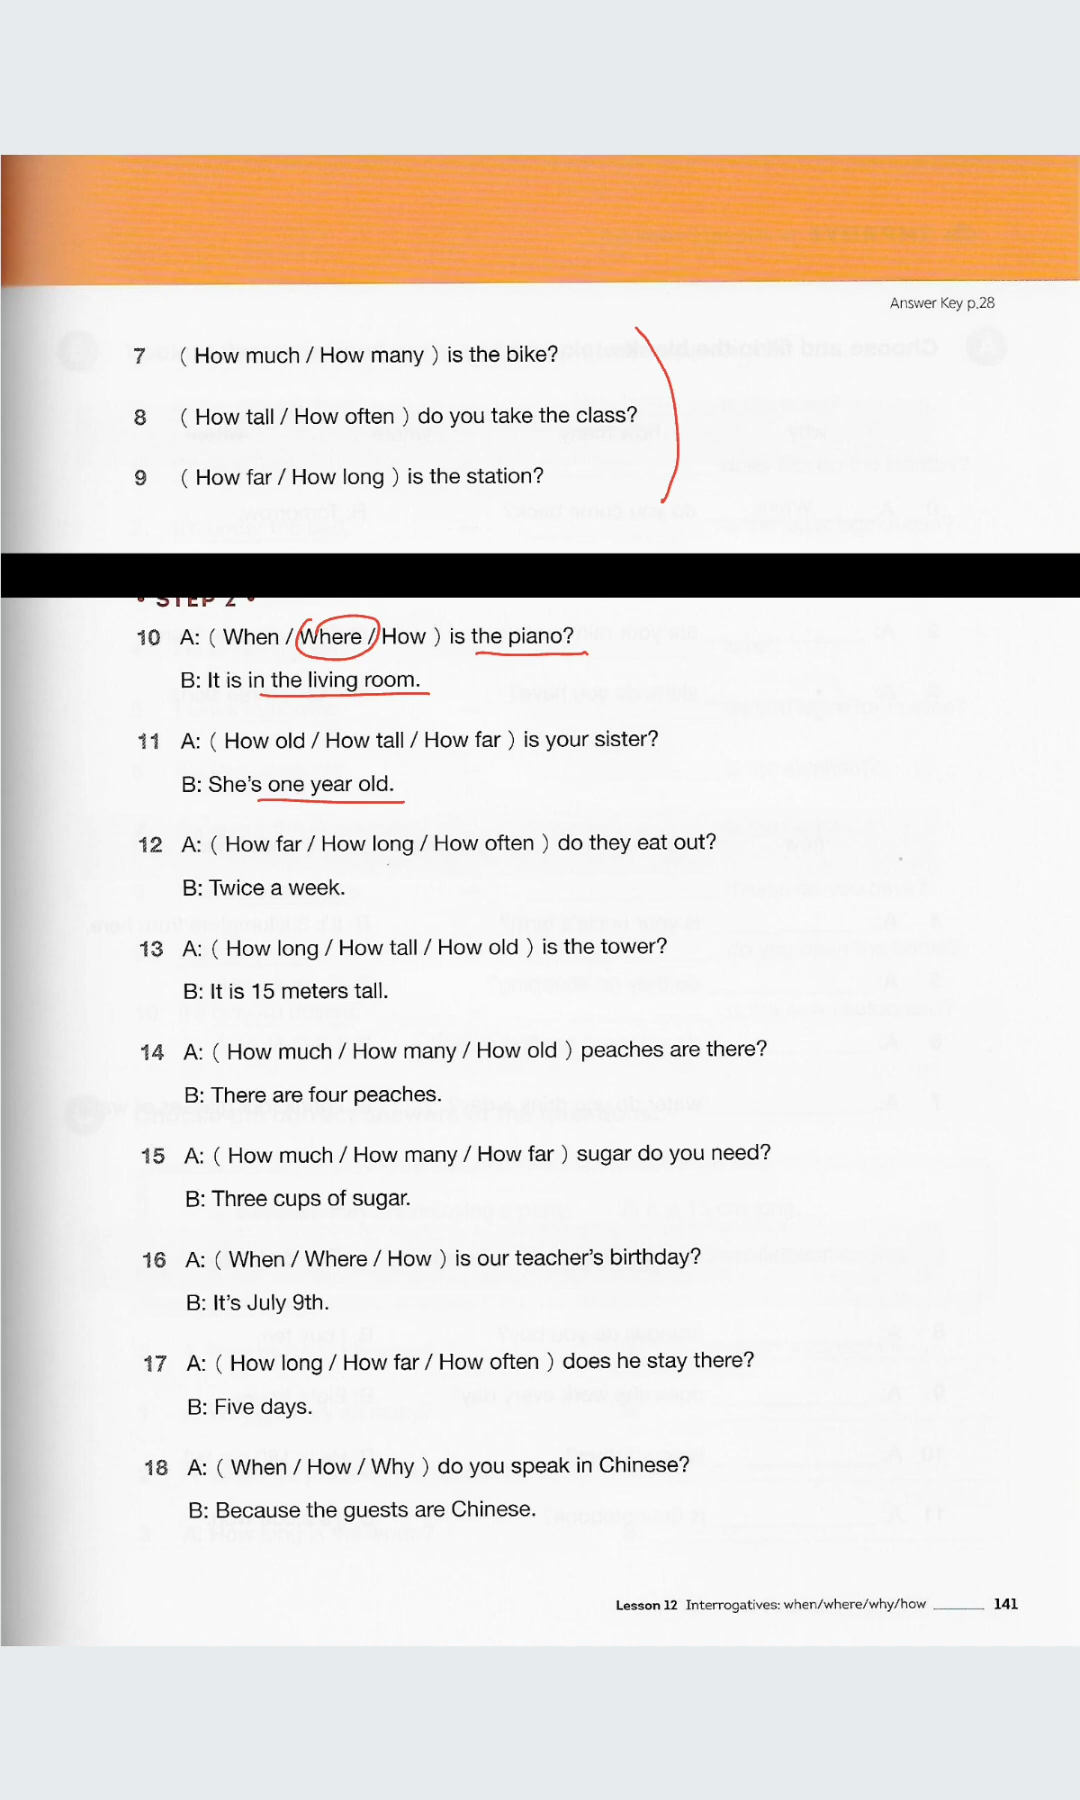 Answer Key p.28
7 ( How much / How many ) is the bike?
8 ( How tall / How often ) do you take the class?
9 ( How far / How long ) is the station?
• STEP 2 •
10 A: ( When / Where / How ) is the piano?
B: It is in the living room.
11 A: ( How old / How tall / How far ) is your sister?
B: She's one year old.
12 A: ( How far / How long / How often ) do they eat out?
B: Twice a week.
13 A: ( How long / How tall / How old ) is the tower?
B: It is 15 meters tall.
14 A: ( How much / How many / How old ) peaches are there?
B: There are four peaches.
15 A: ( How much / How many / How far ) sugar do you need?
B: Three cups of sugar.
16 A: ( When / Where / How ) is our teacher's birthday?
B: It's July 9th.
17 A: ( How long / How far / How often ) does he stay there?
B: Five days.
18 A: ( When / How / Why ) do you speak in Chinese?
B: Because the guests are Chinese.
Lesson 12 Interrogatives: when/where/why/how 141